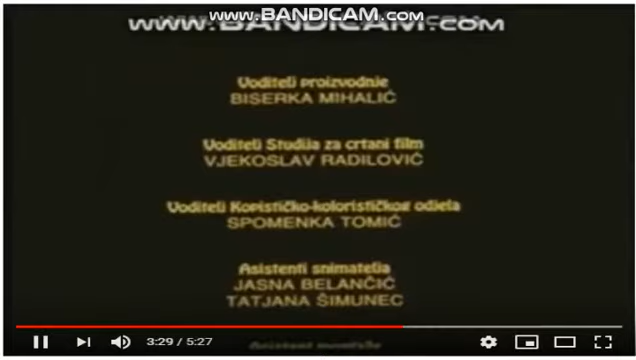 www.BANDICAM.com
www.BANDICAM.com
Voditelj proizvodnje
BISERKA MIHALIĆ
Voditelj Studija za crtani film
VJEKOSLAV RADILOVIĆ
Voditelj Kopističko-kolorističkog odjela
SPOMENKA TOMIĆ
Asistenti snimatelja
JASNA BELANČIĆ
TATJANA ŠIMUNEC
3:29 / 5:27